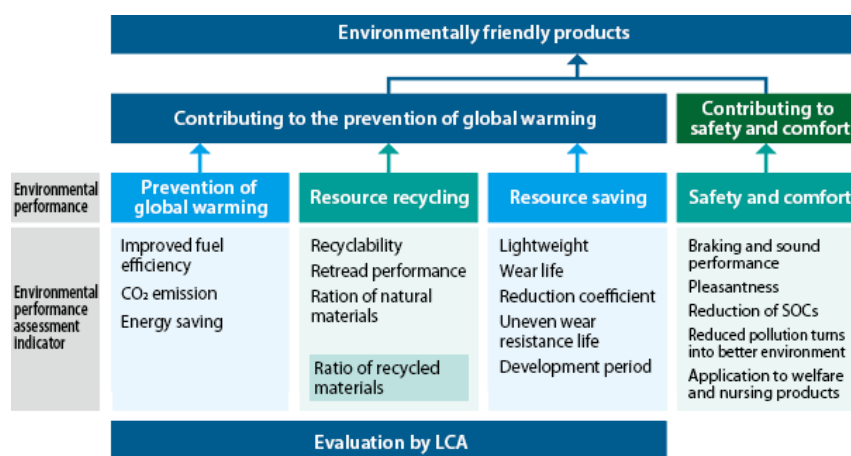 Environmentally friendly products
Contributing to the prevention of global warming
Contributing to
safety and comfort
Environmental
performance
Prevention of
global warming
Resource recycling
Resource saving
Safety and comfort
Environmental
performance
assessment
indicator
Improved fuel
efficiency
CO₂ emission
Energy saving
Recyclability
Retread performance
Ration of natural
materials
Ratio of recycled
materials
Lightweight
Wear life
Reduction coefficient
Uneven wear
resistance life
Development period
Braking and sound
performance
Pleasantness
Reduction of SOCs
Reduced pollution turns
into better environment
Application to welfare
and nursing products
Evaluation by LCA